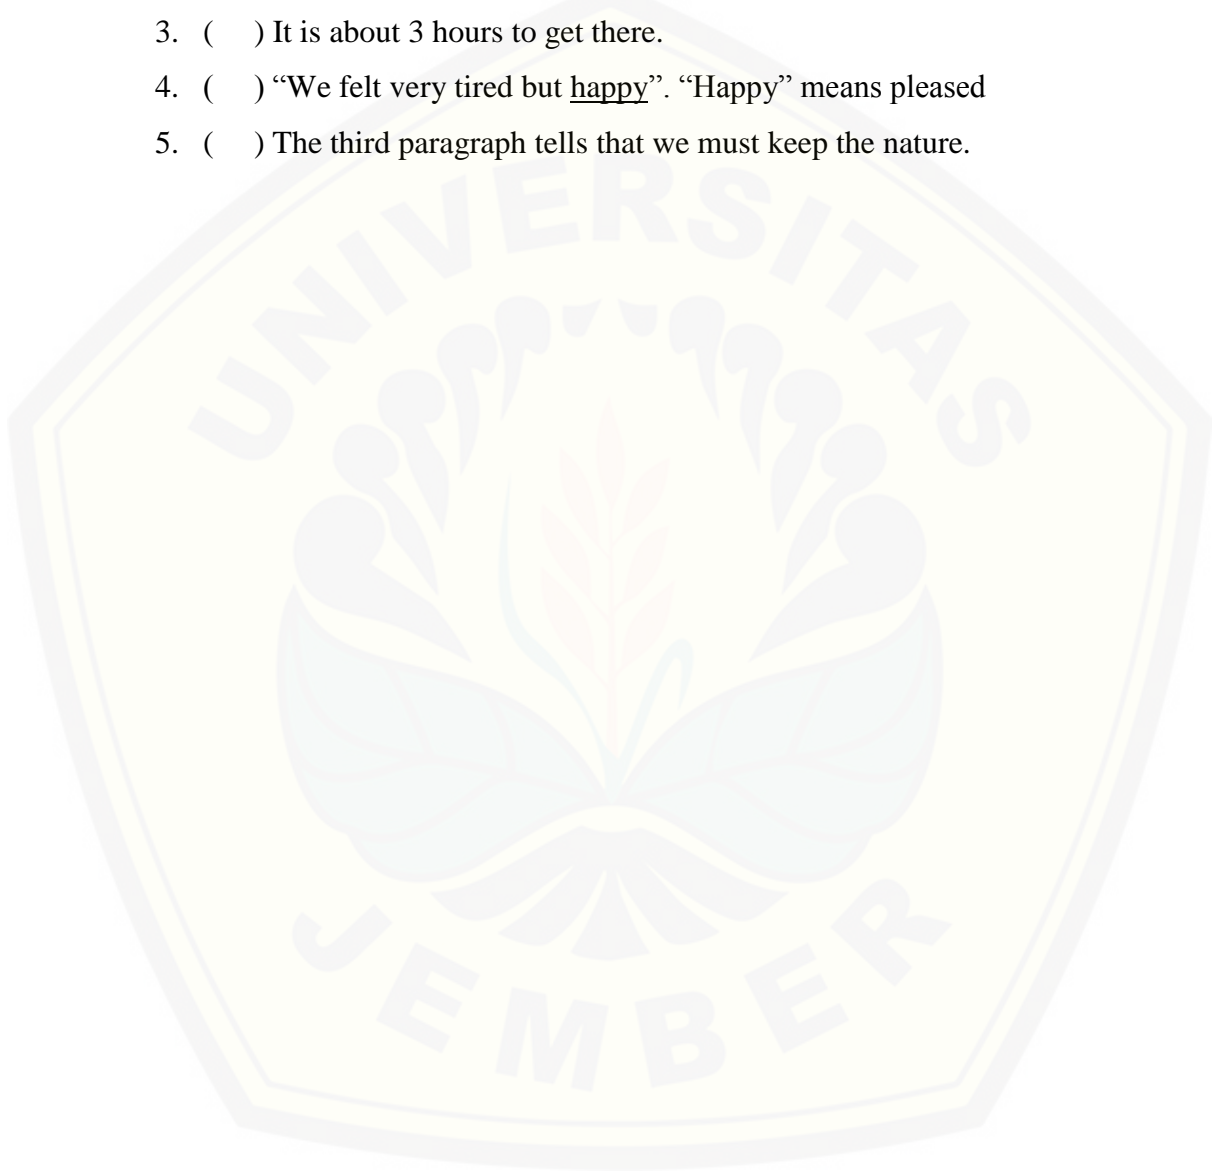 3. ( ) It is about 3 hours to get there.
4. ( ) “We felt very tired but happy”. “Happy” means pleased
5. ( ) The third paragraph tells that we must keep the nature.
UNIVERSITAS
JEMBER